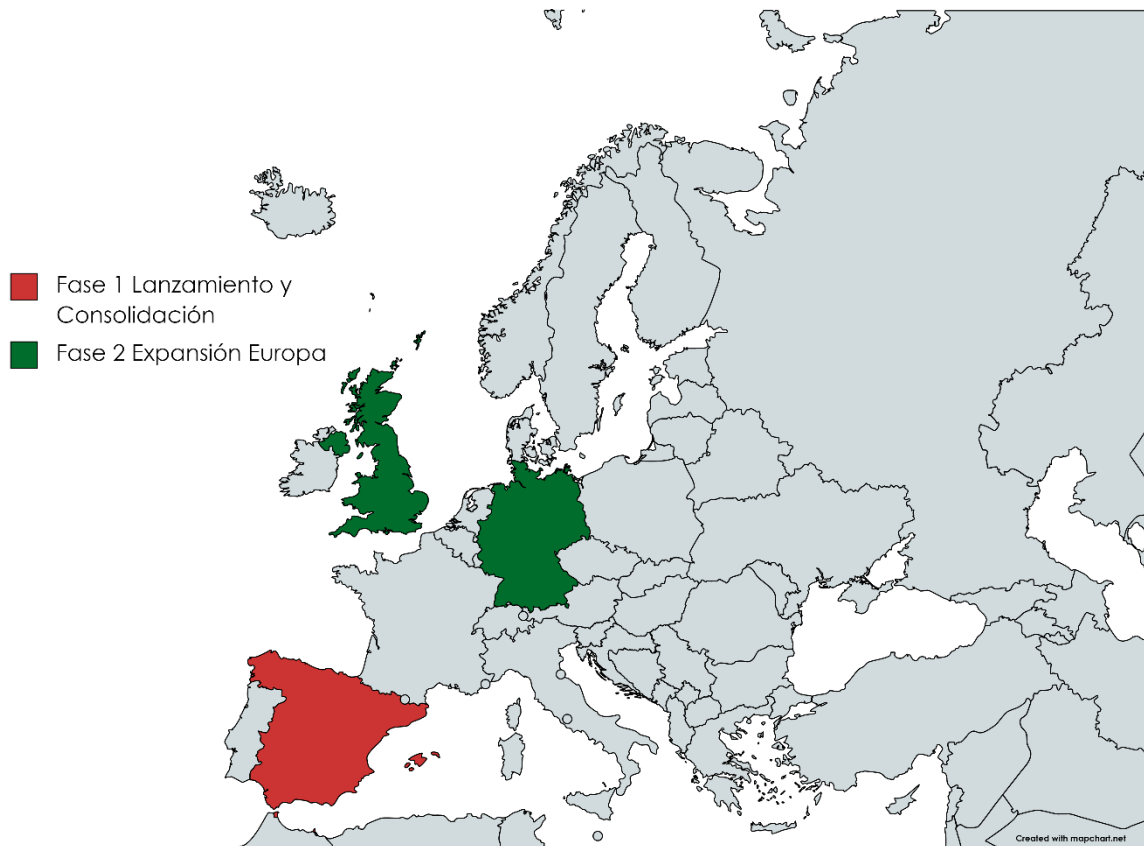 Fase 1 Lanzamiento y
Consolidación
Fase 2 Expansión Europa
Created with mapchart.net